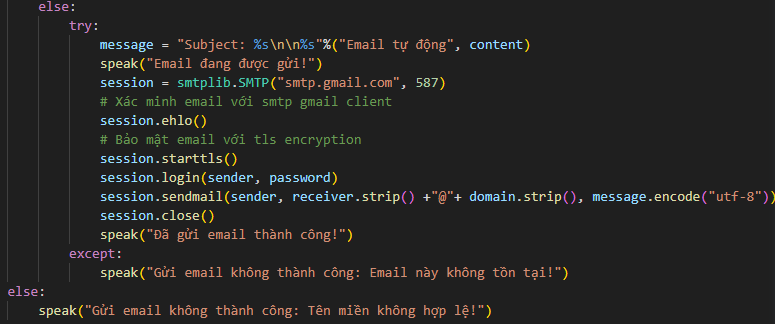 else:
try:
message = "Subject: %s\n\n%s"%("Email tự động", content)
speak("Email đang được gửi!")
session = smtplib.SMTP("smtp.gmail.com", 587)
# Xác minh email với smtp gmail client
session.ehlo()
# Bảo mật email với tls encryption
session.starttls()
session.login(sender, password)
session.sendmail(sender, receiver.strip() +"@"+ domain.strip(), message.encode("utf-8"))
session.close()
speak("Đã gửi email thành công!")
except:
speak("Gửi email không thành công: Email này không tồn tại!")
else:
speak("Gửi email không thành công: Tên miền không hợp lệ!")